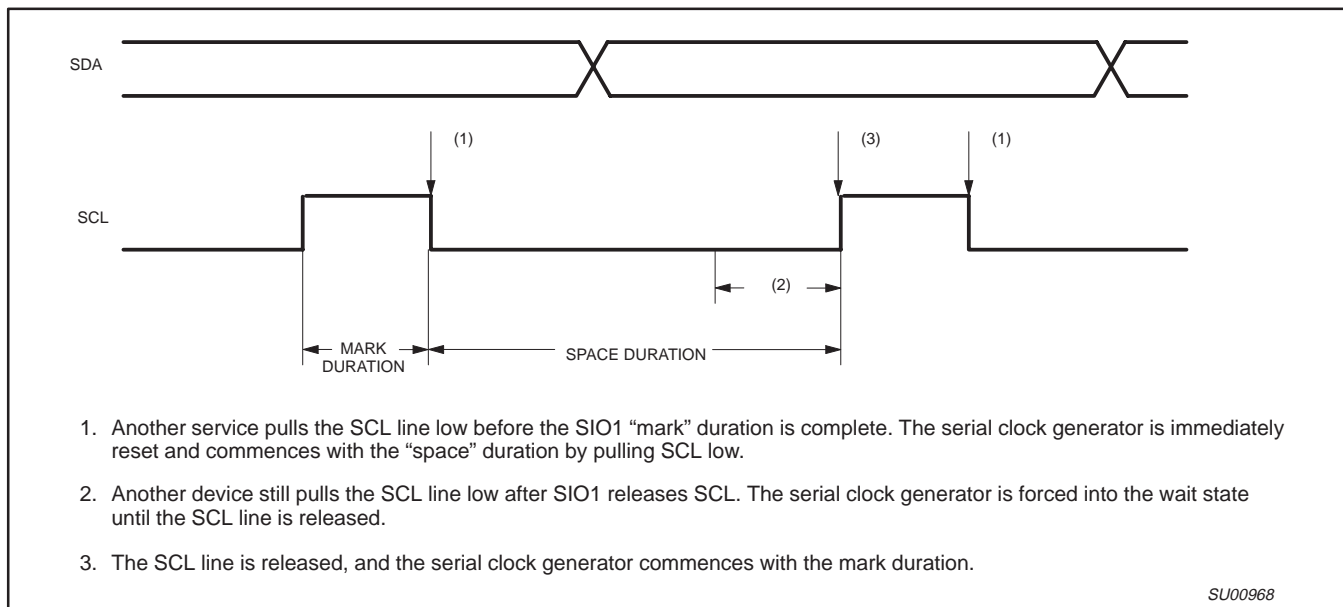 SDA
(1)
(3)
(1)
SCL
(2)
MARK
DURATION
SPACE DURATION
1. Another service pulls the SCL line low before the SIO1 “mark” duration is complete. The serial clock generator is immediately
reset and commences with the “space” duration by pulling SCL low.
2. Another device still pulls the SCL line low after SIO1 releases SCL. The serial clock generator is forced into the wait state
until the SCL line is released.
3. The SCL line is released, and the serial clock generator commences with the mark duration.
SU00968